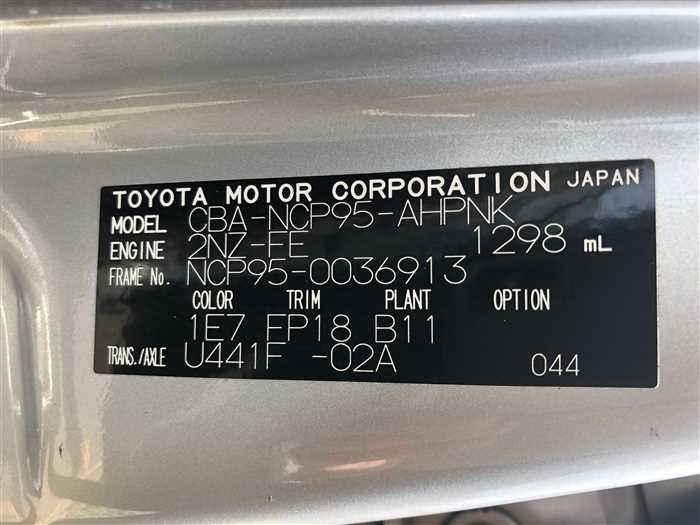 TOYOTA MOTOR CORPORATION JAPAN
MODEL CBA-NCP95-AHPNK
ENGINE 2NZ-FE 1298 mL
FRAME No. NCP95-0036913
COLOR TRIM PLANT OPTION
1E7 FP18 B11
TRANS./AXLE U441F -02A 044